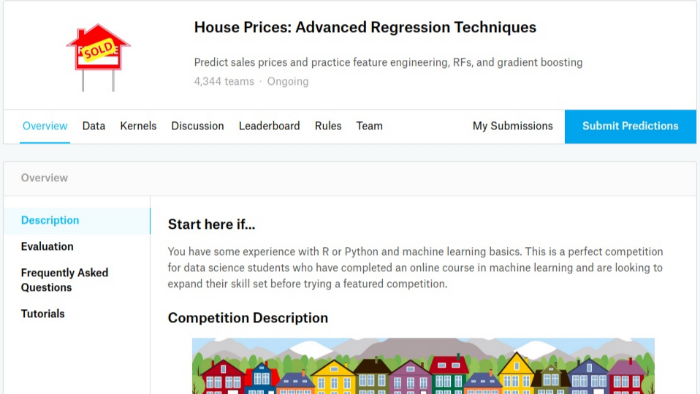 House Prices: Advanced Regression Techniques
SOLD
Predict sales prices and practice feature engineering, RFs, and gradient boosting
4,344 teams · Ongoing
Overview Data Kernels Discussion Leaderboard Rules Team My Submissions Submit Predictions
Overview
Description
Evaluation
Frequently Asked
Questions
Tutorials
Start here if...
You have some experience with R or Python and machine learning basics. This is a perfect competition
for data science students who have completed an online course in machine learning and are looking to
expand their skill set before trying a featured competition.
Competition Description